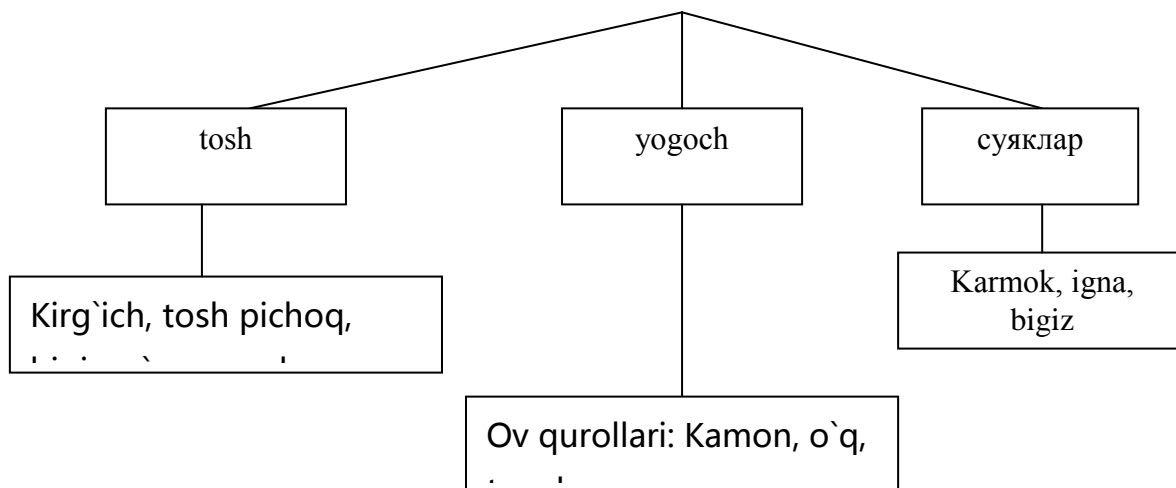 tosh
yogoch
суяклар
Kirg`ich, tosh pichoq,
Karmok, igna,
bigiz
Ov qurollari: Kamon, o`q,